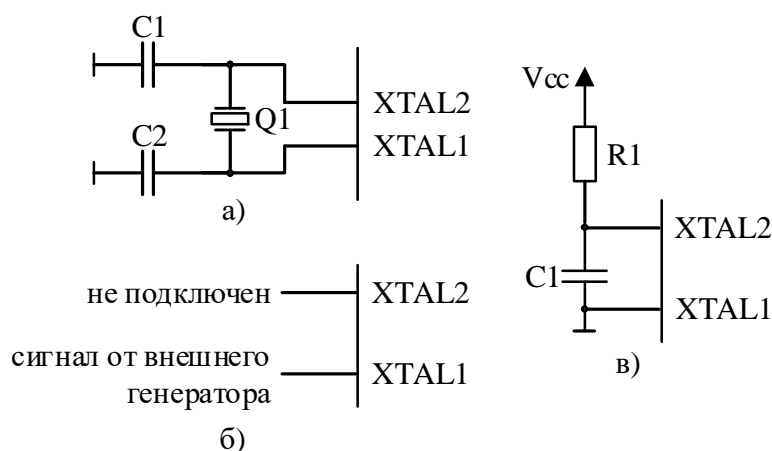 C1
XTAL2
Q1
C2
XTAL1
а)
не подключен
XTAL2
сигнал от внешнего
генератора
XTAL1
б)
Vcc
R1
XTAL2
C1
XTAL1
в)